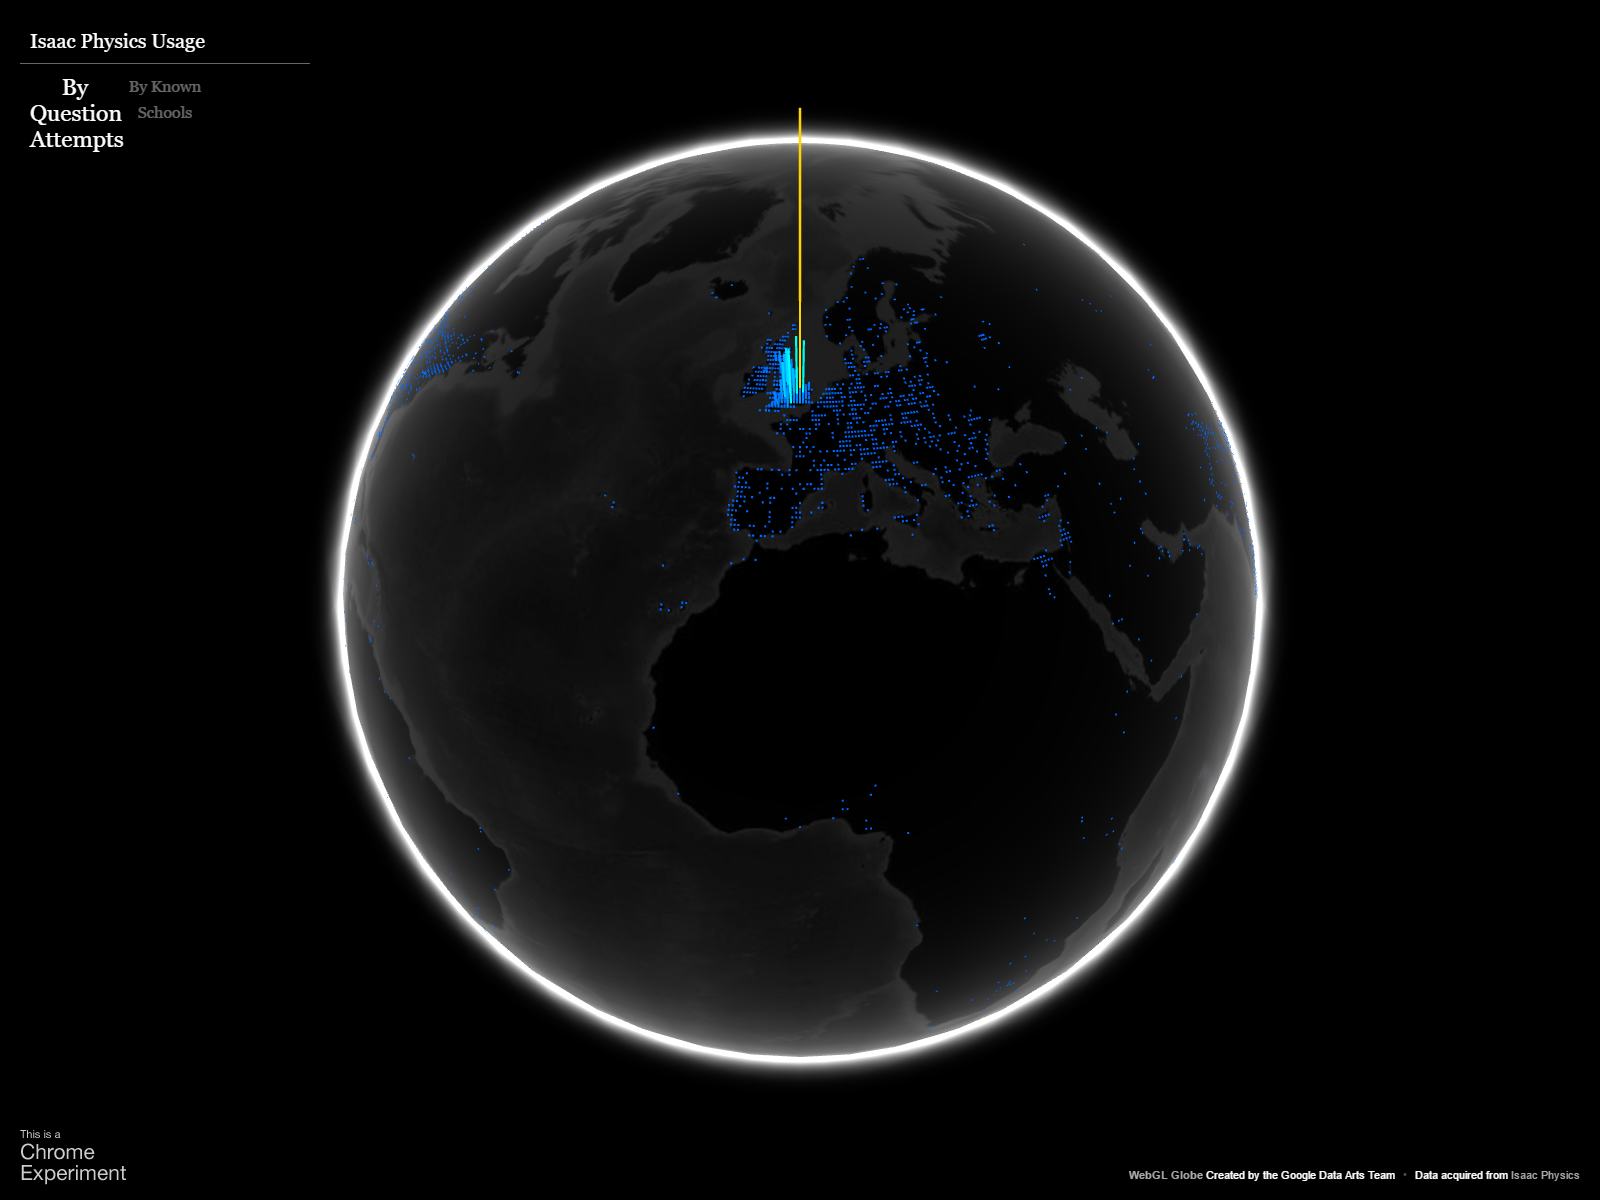 Isaac Physics Usage
By
Question
Attempts
By Known
Schools
This is a
Chrome
Experiment
WebGL Globe Created by the Google Data Arts Team • Data acquired from Isaac Physics